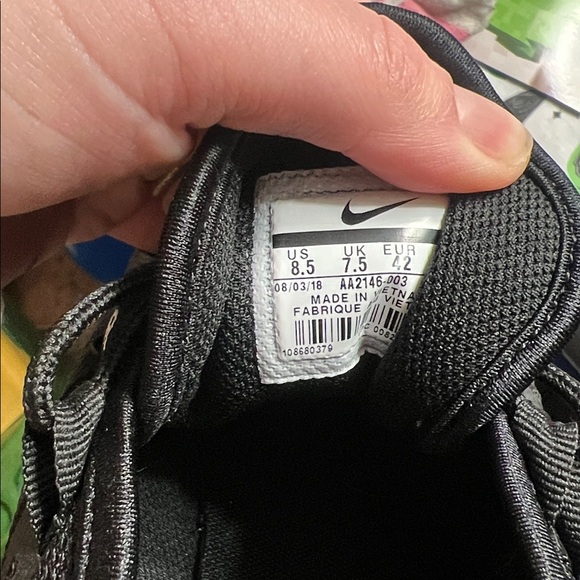 US UK EUR
8.5 7.5 42
08/03/18 AA2146-003
MADE IN
FABRIQUE
108680379